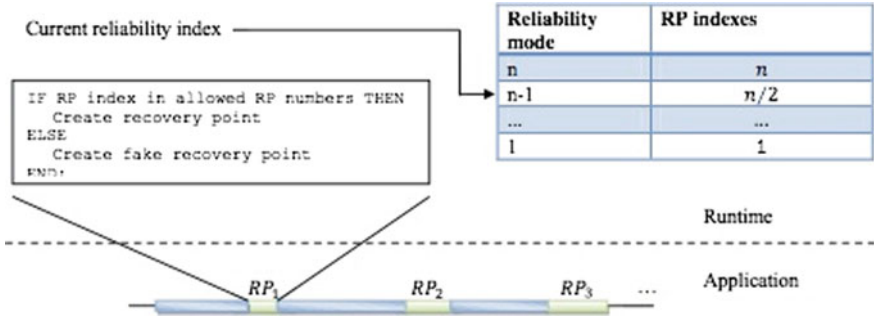 Current reliability index
Reliability mode RP indexes
n n
n-1 n/2
... ...
1 1
IF RP index in allowed RP numbers THEN
Create recovery point
ELSE
Create fake recovery point
END;
Runtime
Application
RP₁ RP₂ RP₃ ...